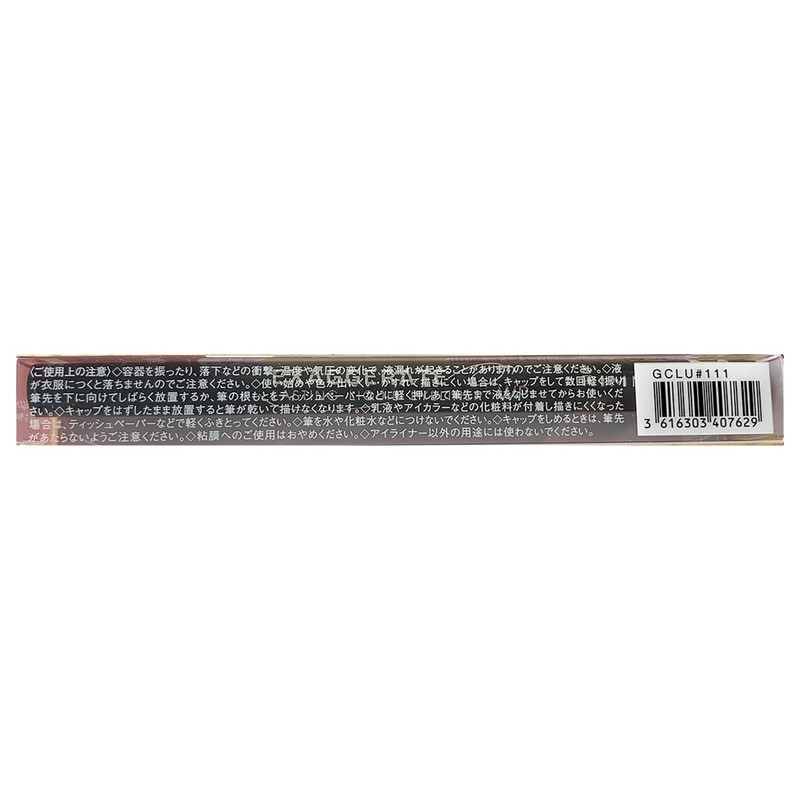 〈ご使用上の注意〉◇容器を振ったり、落下などの衝撃、温度や気圧の変化で、液漏れが起きることがありますのでご注意ください。◇液
が衣服につくと落ちませんのでご注意ください。◇使い始めや色が出にくい、かすれて描きにくい場合は、キャップをして数回軽く振り
筆先を下に向けてしばらく放置するか、筆の根もとをティッシュペーパーなどに軽く押しあて筆先まで液をなじませてからお使いくだ
さい。◇キャップをはずしたまま放置すると筆が乾いて描けなくなります。◇乳液やアイカラーなどの化粧料が付着し描きにくくなった
場合は、ティッシュペーパーなどで軽くふきとってください。◇筆を水や化粧水などにつけないでください。◇キャップをしめるときは、筆先
があたらないようご注意ください。◇粘膜へのご使用はおやめください。◇アイライナー以外の用途には使わないでください。
EXAGGERATE
GCLU#111
3 616303 407629